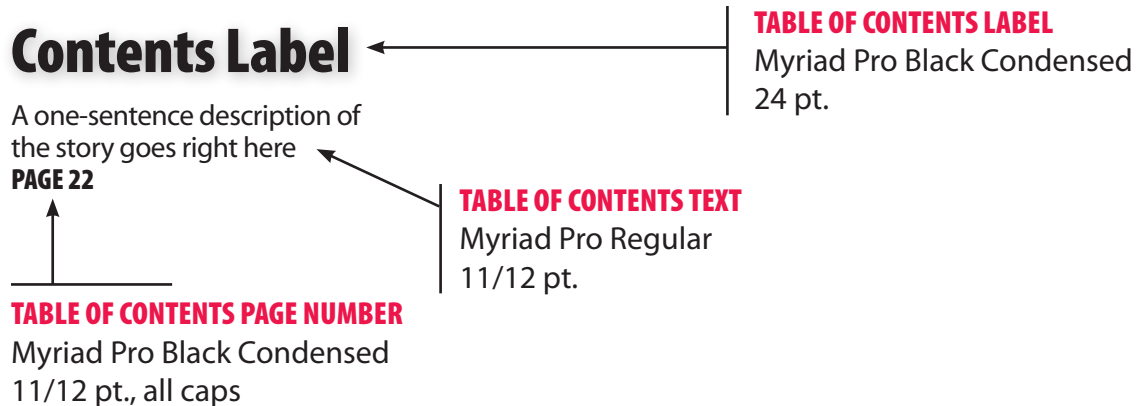 Contents Label
A one-sentence description of
the story goes right here
PAGE 22
TABLE OF CONTENTS LABEL
Myriad Pro Black Condensed
24 pt.
TABLE OF CONTENTS TEXT
Myriad Pro Regular
11/12 pt.
TABLE OF CONTENTS PAGE NUMBER
Myriad Pro Black Condensed
11/12 pt., all caps